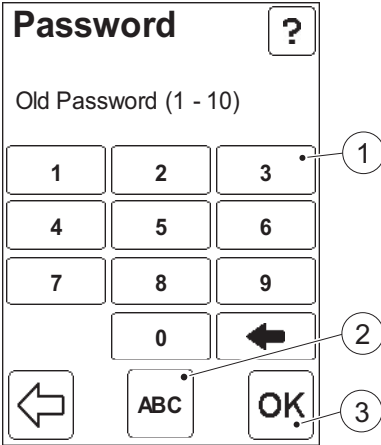 Password ?
Old Password (1 - 10)
1 2 3 1
4 5 6
7 8 9
0 2
ABC OK 3